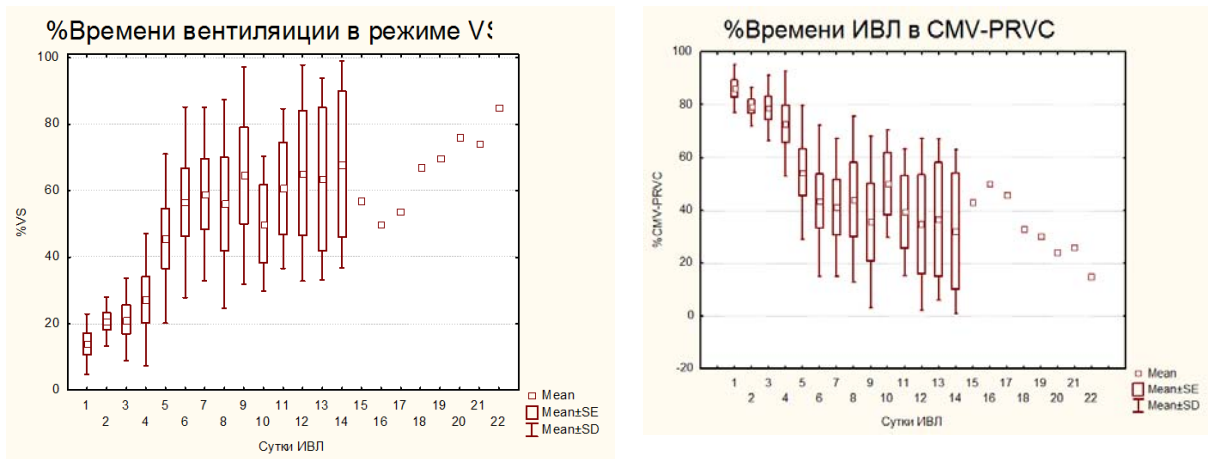 %Времени вентиляиции в режиме VS
100
80
60
40
20
0
%VS
1 3 5 7 9 11 13 15 17 19 21
2 4 6 8 10 12 14 16 18 20 22
Сутки ИВЛ
Mean
Mean±SE
Mean±SD
%Времени ИВЛ в CMV-PRVC
100
80
60
40
20
0
-20
%CMV-PRVC
1 3 5 7 9 11 13 15 17 19 21
2 4 6 8 10 12 14 16 18 20 22
Сутки ИВЛ
Mean
Mean±SE
Mean±SD